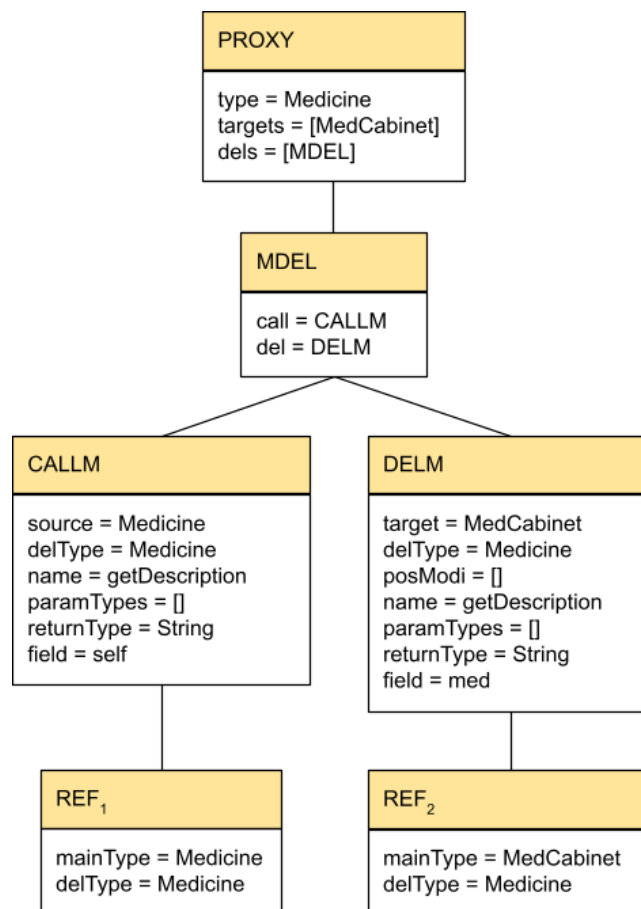 PROXY
type = Medicine
targets = [MedCabinet]
dels = [MDEL]
MDEL
call = CALLM
del = DELM
CALLM
source = Medicine
delType = Medicine
name = getDescription
paramTypes = []
returnType = String
field = self
DELM
target = MedCabinet
delType = Medicine
posModi = []
name = getDescription
paramTypes = []
returnType = String
field = med
REF₁
mainType = Medicine
delType = Medicine
REF₂
mainType = MedCabinet
delType = Medicine